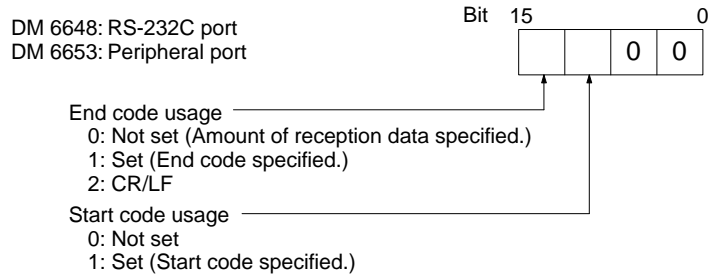 DM 6648: RS-232C port
DM 6653: Peripheral port
Bit 15 0
0 0
End code usage
0: Not set (Amount of reception data specified.)
1: Set (End code specified.)
2: CR/LF
Start code usage
0: Not set
1: Set (Start code specified.)